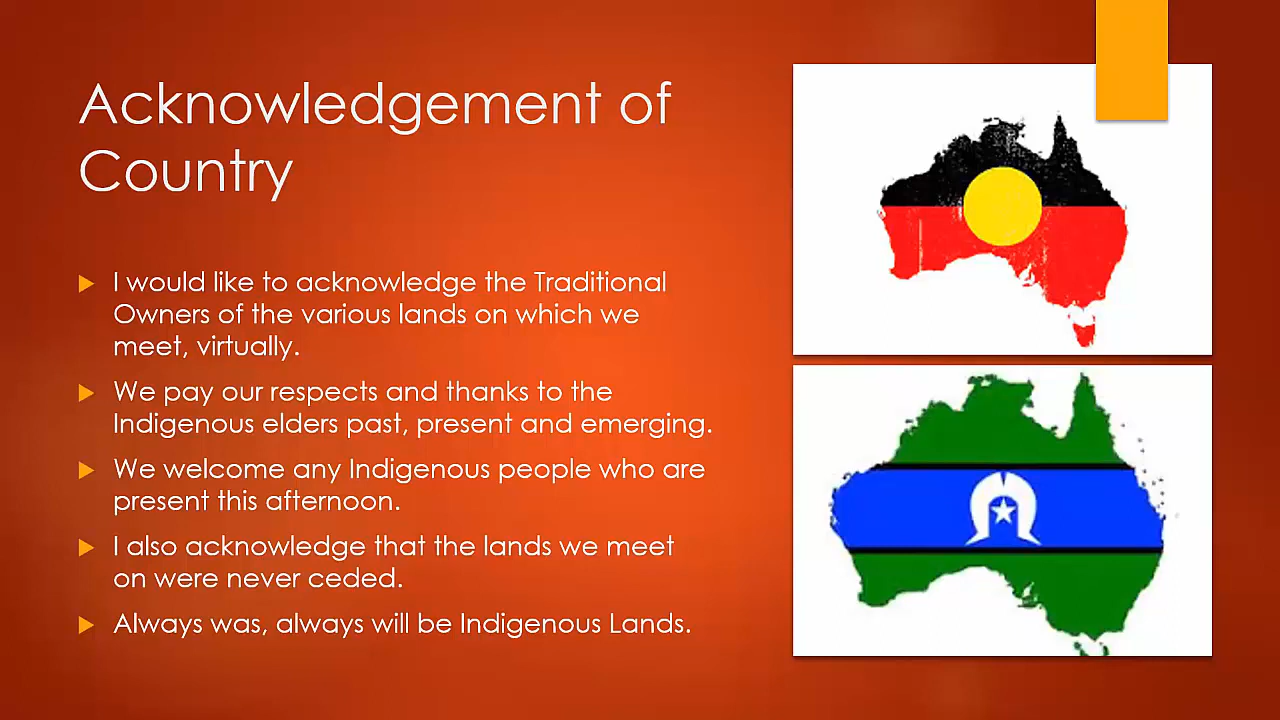 Acknowledgement of
Country
I would like to acknowledge the Traditional
Owners of the various lands on which we
meet, virtually.
We pay our respects and thanks to the
Indigenous elders past, present and emerging.
We welcome any Indigenous people who are
present this afternoon.
I also acknowledge that the lands we meet
on were never ceded.
Always was, always will be Indigenous Lands.